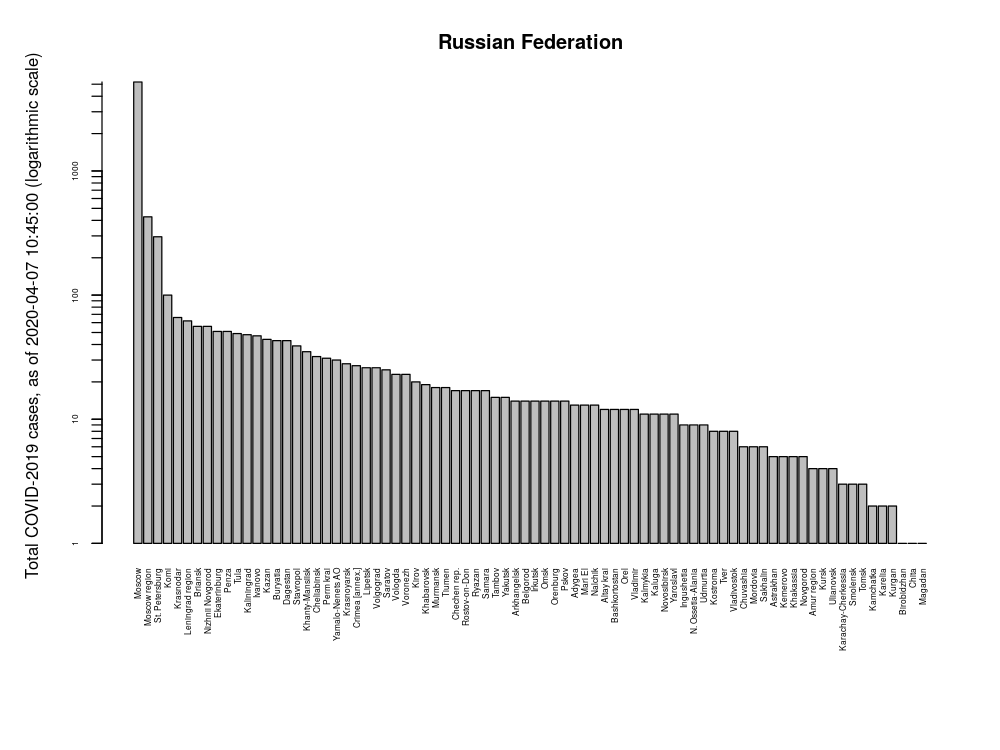 Russian Federation
Total COVID-2019 cases, as of 2020-04-07 10:45:00 (logarithmic scale)
1000
100
10
1
Moscow
Moscow region
St. Petersburg
Komi
Krasnodar
Leningrad region
Briansk
Nizhnii Novgorod
Ekaterinburg
Penza
Tula
Kaliningrad
Ivanovo
Kazan
Buryatia
Dagestan
Stavropol
Khanty-Mansiisk
Cheliabinsk
Perm krai
Yamalo-Nenets AO
Krasnoyarsk
Crimea [annex.]
Lipetsk
Volgograd
Saratov
Vologda
Voronezh
Kirov
Khabarovsk
Murmansk
Tiumen
Chechen rep.
Rostov-on-Don
Ryazan
Samara
Tambov
Yakutsk
Arkhangelsk
Belgorod
Irkutsk
Omsk
Orenburg
Pskov
Adygea
Mari El
Nalchik
Altay krai
Bashkortostan
Orel
Vladimir
Kalmykia
Kaluga
Novosibirsk
Yaroslavl
Ingushetia
N. Ossetia-Alania
Udmurtia
Kostroma
Tver
Vladivostok
Chuvashia
Mordovia
Sakhalin
Astrakhan
Kemerovo
Khakassia
Novgorod
Amur region
Kursk
Ulianovsk
Karachay-Cherkessia
Smolensk
Tomsk
Kamchatka
Karelia
Kurgan
Birobidzhan
Chita
Magadan